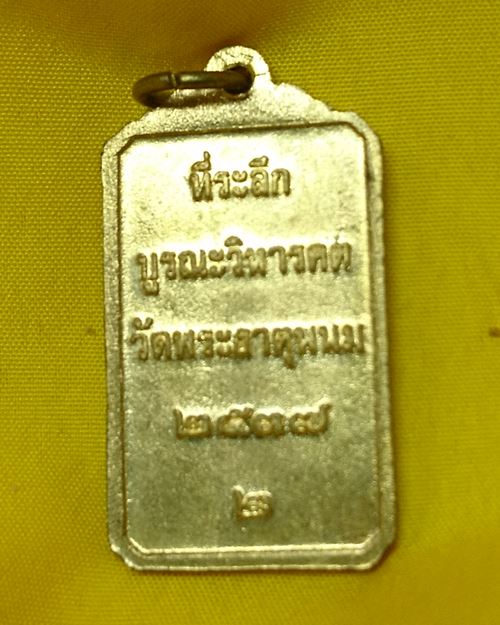 ที่ระลึก
บูรณะวิหารคต
วัดพระธาตุพนม
๒๕๓๗
๒